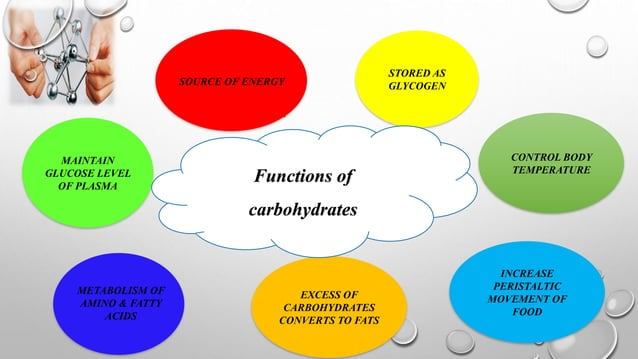 SOURCE OF ENERGY
STORED AS
GLYCOGEN
MAINTAIN
GLUCOSE LEVEL
OF PLASMA
Functions of
carbohydrates
CONTROL BODY
TEMPERATURE
METABOLISM OF
AMINO & FATTY
ACIDS
EXCESS OF
CARBOHYDRATES
CONVERTS TO FATS
INCREASE
PERISTALTIC
MOVEMENT OF
FOOD